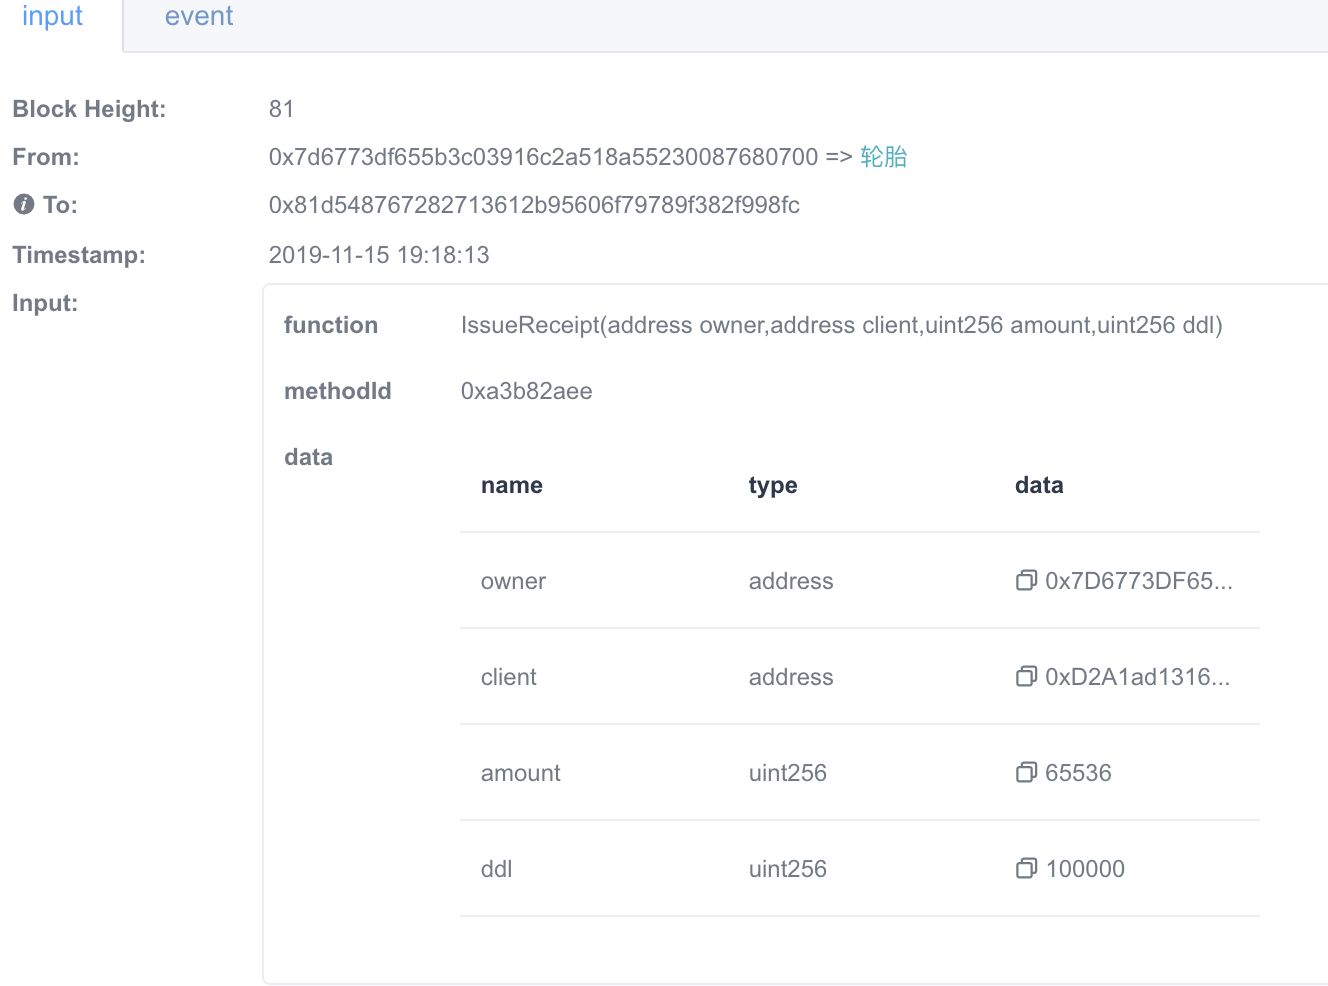 input event
Block Height: 81
From: 0x7d6773df655b3c03916c2a518a55230087680700 => 轮胎
To: 0x81d548767282713612b95606f79789f382f998fc
Timestamp: 2019-11-15 19:18:13
Input:
function IssueReceipt(address owner,address client,uint256 amount,uint256 ddl)
methodId 0xa3b82aee
data
name type data
owner address 0x7D6773DF65...
client address 0xD2A1ad1316...
amount uint256 65536
ddl uint256 100000